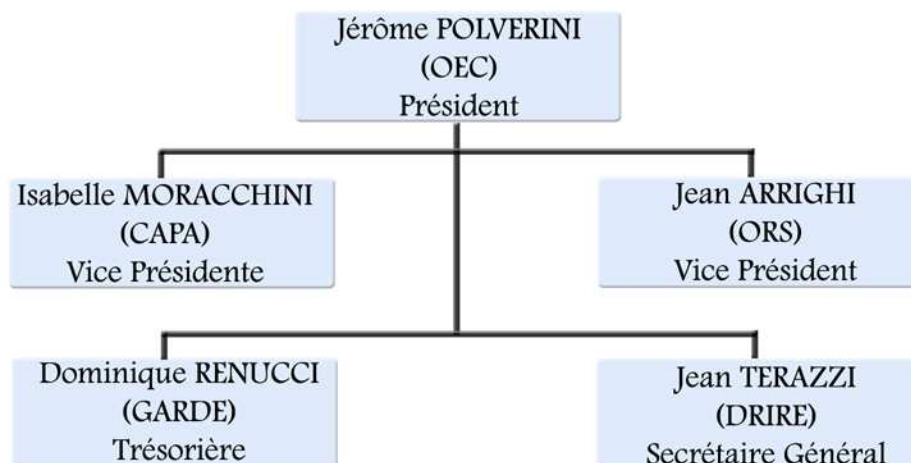 Jérôme POLVERINI
(OEC)
Président
Isabelle MORACCHINI
(CAPA)
Vice Présidente
Jean ARRIGHI
(ORS)
Vice Président
Dominique RENUCCI
(GARDE)
Trésorière
Jean TERAZZI
(DRIRE)
Secrétaire Général